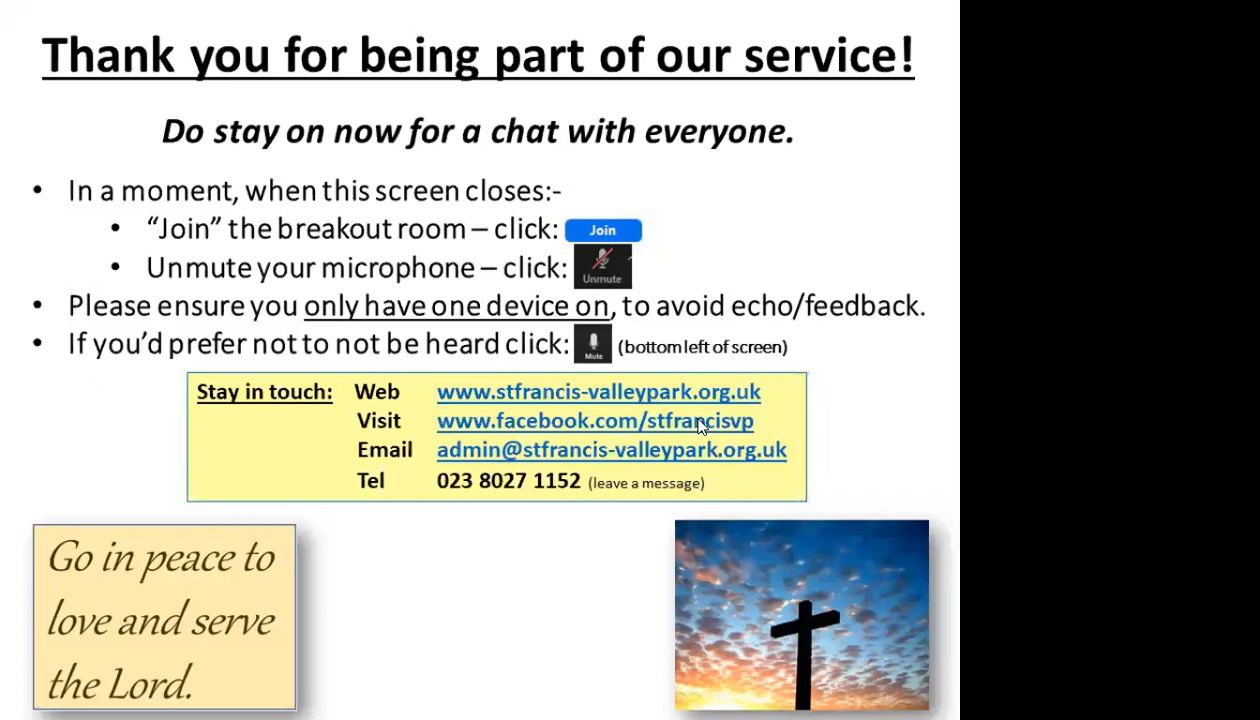 Thank you for being part of our service!
Do stay on now for a chat with everyone.
• In a moment, when this screen closes:-
• “Join” the breakout room – click: Join
• Unmute your microphone – click: Unmute
• Please ensure you only have one device on, to avoid echo/feedback.
• If you’d prefer not to not be heard click: Mute (bottom left of screen)
Stay in touch: Web www.stfrancis-valleypark.org.uk
Visit www.facebook.com/stfrancisvp
Email admin@stfrancis-valleypark.org.uk
Tel 023 8027 1152 (leave a message)
Go in peace to
love and serve
the Lord.